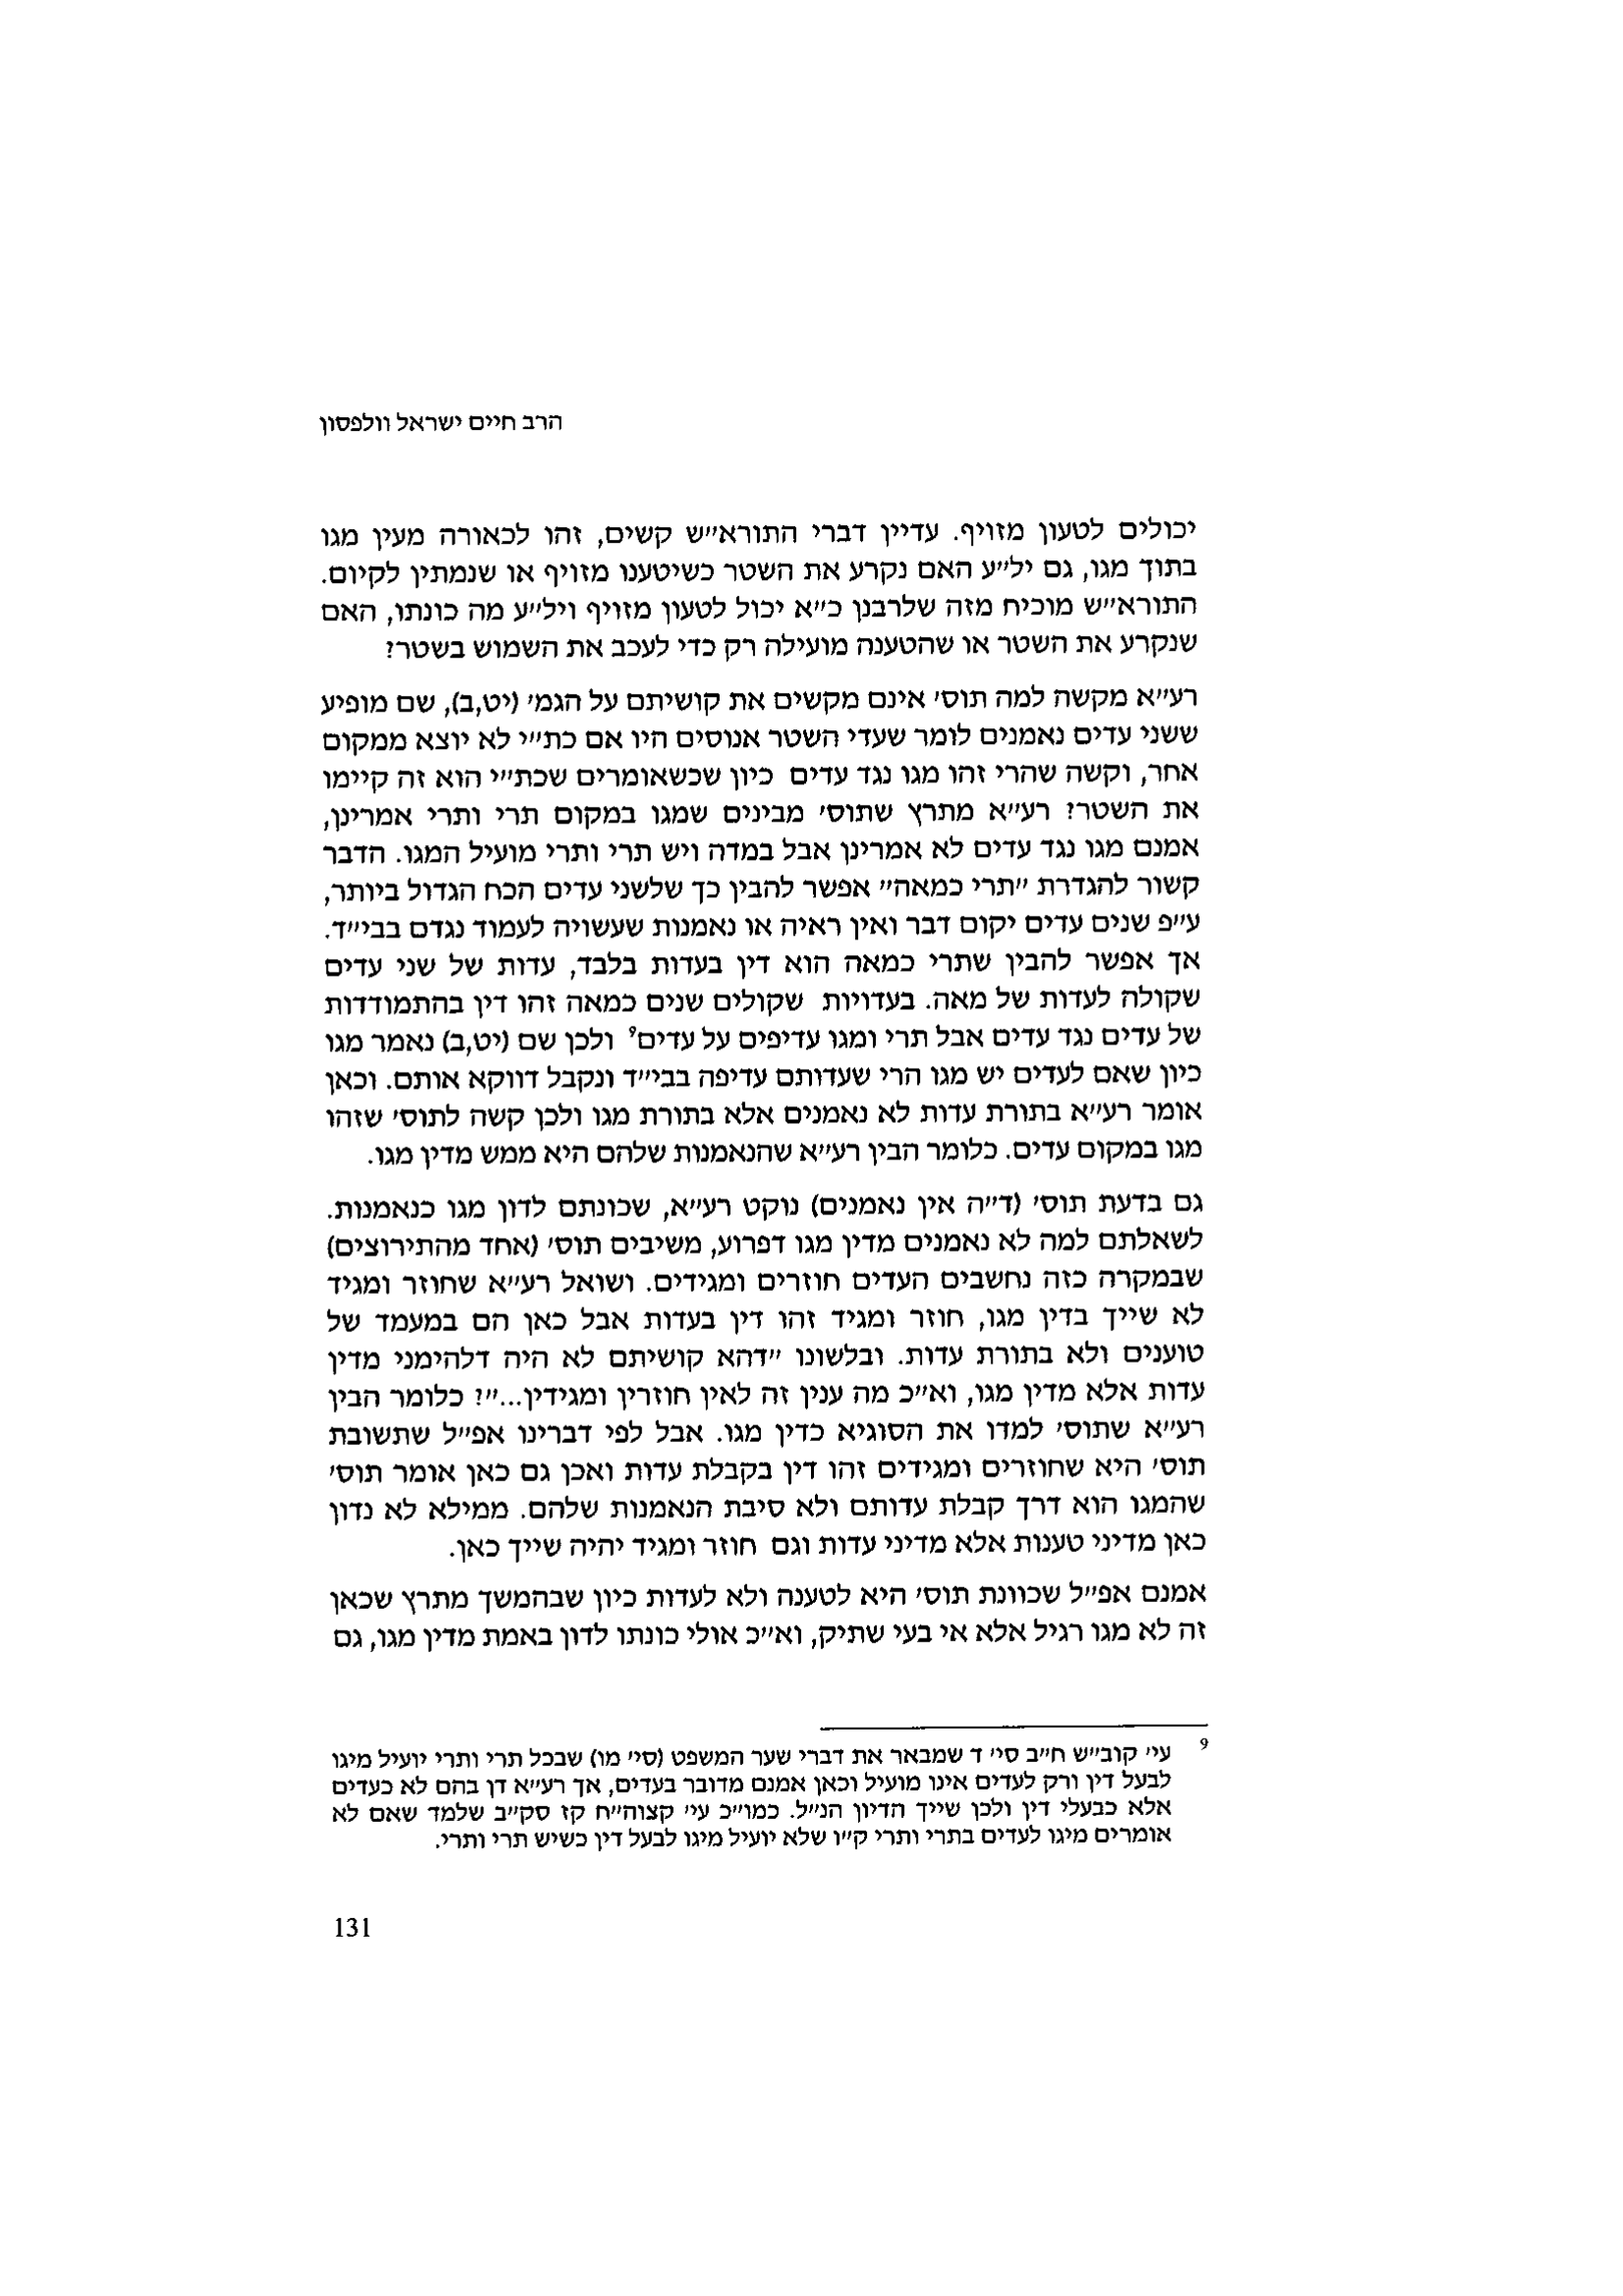 הרב חיים ישראל וולפסון
יכולים לטעון מזויף. עדיין דברי התורא״ש קשים, זהו לכאורה מעין מגו
בתוך מגו, גם יל״ע האם נקרע את השטר כשיטענו מזויף או שנמתין לקיום.
התורא״ש מוכיח מזה שלרבנן כ״א יכול לטעון מזויף ויל״ע מה כונתו, האם
שנקרע את השטר או שהטענה מועילה רק כדי לעכב את השמוש בשטר?
רע״א מקשה למה תוס׳ אינם מקשים את קושיתם על הגמ׳ (יט,ב), שם מופיע
ששני עדים נאמנים לומר שעדי השטר אנוסים היו אם כת״י לא יוצא ממקום
אחר, וקשה שהרי זהו מגו נגד עדים כיון שכשאומרים שכת״י הוא זה קיימו
את השטר? רע״א מתרץ שתוס׳ מבינים שמגו במקום תרי ותרי אמרינן,
אמנם מגו נגד עדים לא אמרינן אבל במדה ויש תרי ותרי מועיל המגו. הדבר
קשור להגדרת ״תרי כמאה״ אפשר להבין כך שלשני עדים הכח הגדול ביותר,
ע״פ שנים עדים יקום דבר ואין ראיה או נאמנות שעשויה לעמוד נגדם בבי״ד.
אך אפשר להבין שתרי כמאה הוא דין בעדות בלבד, עדות של שני עדים
שקולה לעדות של מאה. בעדויות שקולים שנים כמאה זהו דין בהתמודדות
של עדים נגד עדים אבל תרי ומגו עדיפים על עדים⁹ ולכן שם (יט,ב) נאמר מגו
כיון שאם לעדים יש מגו הרי שעדותם עדיפה בבי״ד ונקבל דווקא אותם. וכאן
אומר רע״א בתורת עדות לא נאמנים אלא בתורת מגו ולכן קשה לתוס׳ שזהו
מגו במקום עדים. כלומר הבין רע״א שהנאמנות שלהם היא ממש מדין מגו.
גם בדעת תוס׳ (ד״ה אין נאמנים) נוקט רע״א, שכונתם לדון מגו כנאמנות.
לשאלתם למה לא נאמנים מדין מגו דפרוע, משיבים תוס׳ (אחד מהתירוצים)
שבמקרה כזה נחשבים העדים חוזרים ומגידים. ושואל רע״א שחוזר ומגיד
לא שייך בדין מגו, חוזר ומגיד זהו דין בעדות אבל כאן הם במעמד של
טוענים ולא בתורת עדות. ובלשונו ״דהא קושיתם לא היה דלהימני מדין
עדות אלא מדין מגו, וא״כ מה ענין זה לאין חוזרין ומגידין...״? כלומר הבין
רע״א שתוס׳ למדו את הסוגיא כדין מגו. אבל לפי דברינו אפ״ל שתשובת
תוס׳ היא שחוזרים ומגידים זהו דין בקבלת עדות ואכן גם כאן אומר תוס׳
שהמגו הוא דרך קבלת עדותם ולא סיבת הנאמנות שלהם. ממילא לא נדון
כאן מדיני טענות אלא מדיני עדות וגם חוזר ומגיד יהיה שייך כאן.
אמנם אפ״ל שכוונת תוס׳ היא לטענה ולא לעדות כיון שבהמשך מתרץ שכאן
זה לא מגו רגיל אלא אי בעי שתיק, וא״כ אולי כונתו לדון באמת מדין מגו, גם
⁹ עי׳ קוב״ש ח״ב סי׳ ד שמבאר את דברי שער המשפט (סי׳ מו) שבכל תרי ותרי יועיל מיגו
לבעל דין ורק לעדים אינו מועיל וכאן אמנם מדובר בעדים, אך רע״א דן בהם לא כעדים
אלא כבעלי דין ולכן שייך הדיון הנ״ל. כמו״כ עי׳ קצוה״ח קז סק״ב שלמד שאם לא
אומרים מיגו לעדים בתרי ותרי ק״ו שלא יועיל מיגו לבעל דין כשיש תרי ותרי.
131